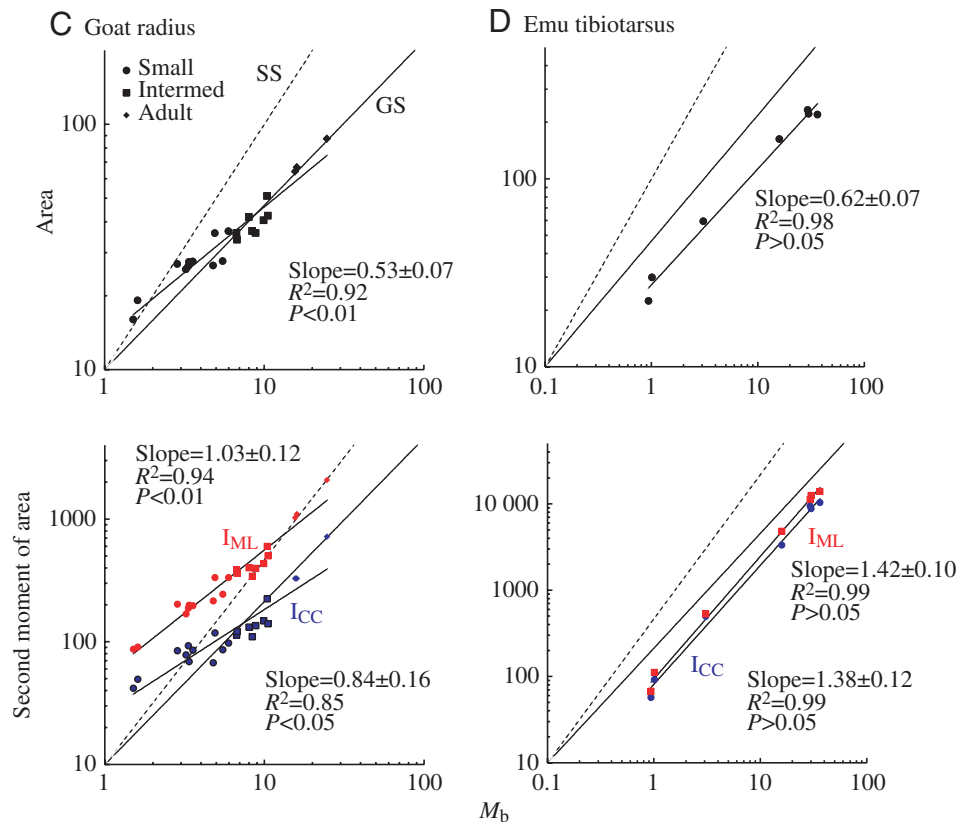 C Goat radius
Small
Intermed
Adult
SS
GS
100
10
Area
Slope=0.53±0.07
R²=0.92
P<0.01
1
10
100
D Emu tibiotarsus
100
10
Slope=0.62±0.07
R²=0.98
P>0.05
0.1
1
10
100
Slope=1.03±0.12
R²=0.94
P<0.01
1000
100
10
Second moment of area
I_ML
I_CC
Slope=0.84±0.16
R²=0.85
P<0.05
1
10
100
10 000
1000
100
10
I_ML
Slope=1.42±0.10
R²=0.99
P>0.05
I_CC
Slope=1.38±0.12
R²=0.99
P>0.05
0.1
1
10
100
M_b